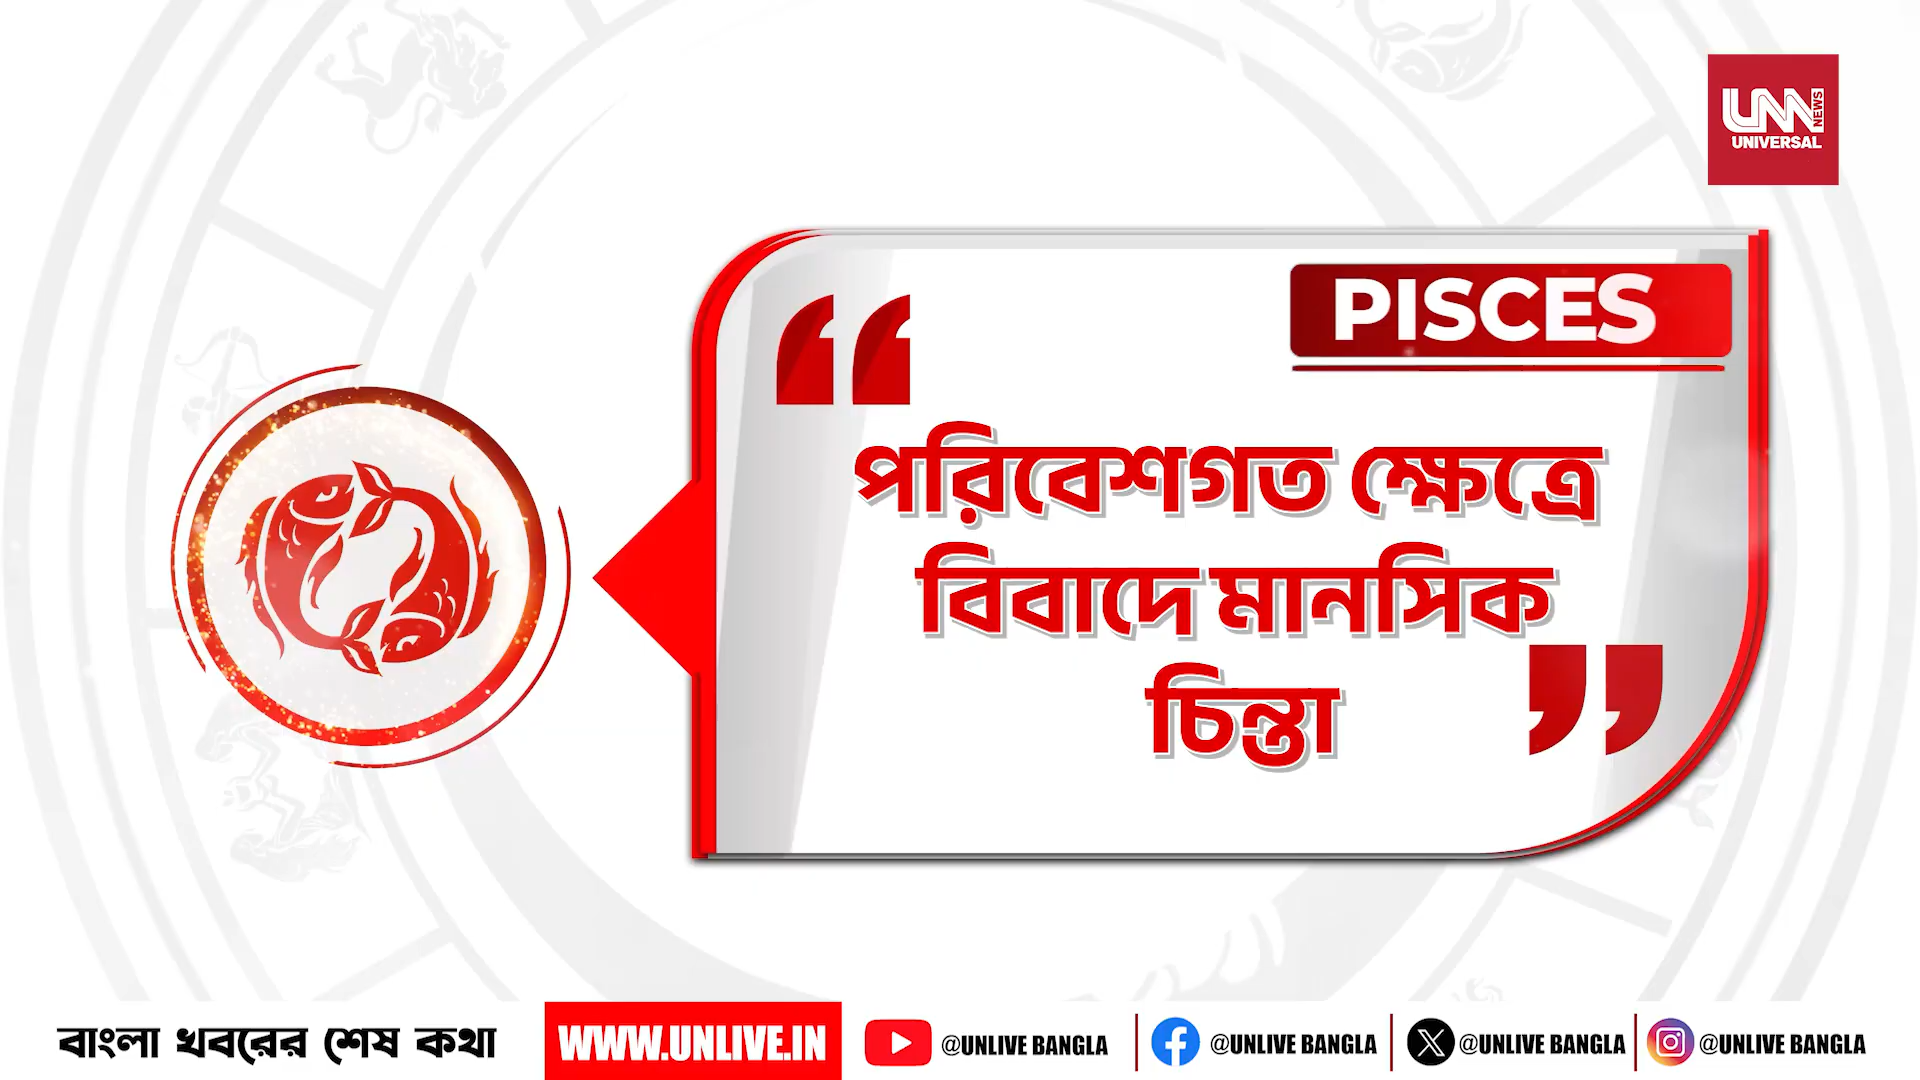 UNN NEWS
UNIVERSAL
PISCES
“
পরিবেশগত ক্ষেত্রে
বিবাদে মানসিক
চিন্তা
”
বাংলা খবরের শেষ কথা
WWW.UNLIVE.IN
@UNLIVE BANGLA
@UNLIVE BANGLA
@UNLIVE BANGLA
@UNLIVE BANGLA